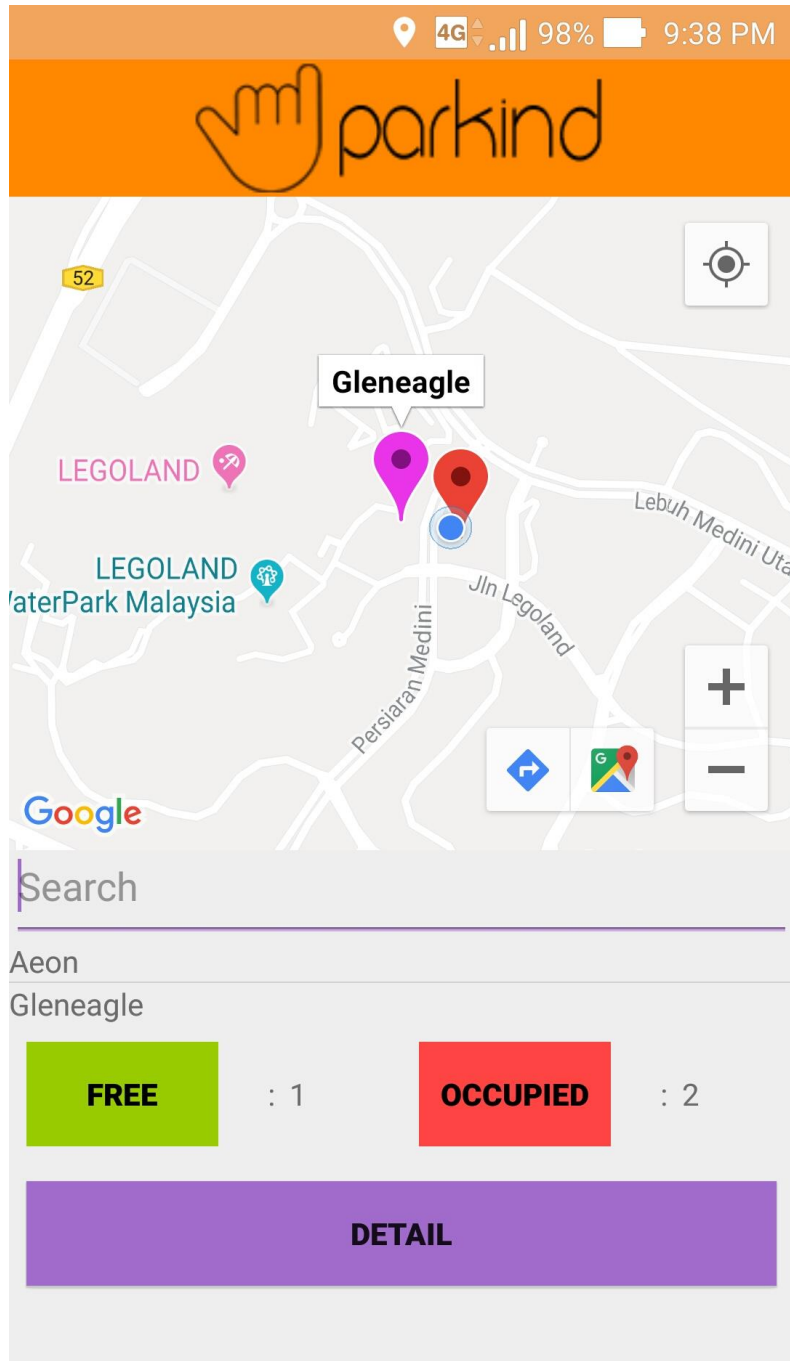 4G 98% 9:38 PM
parkind
52
Gleneagle
LEGOLAND
Lebuh Medini Uta
LEGOLAND
aterPark Malaysia
Jln Legoland
Persiaran Medini
G
Google
Search
Aeon
Gleneagle
FREE : 1 OCCUPIED : 2
DETAIL